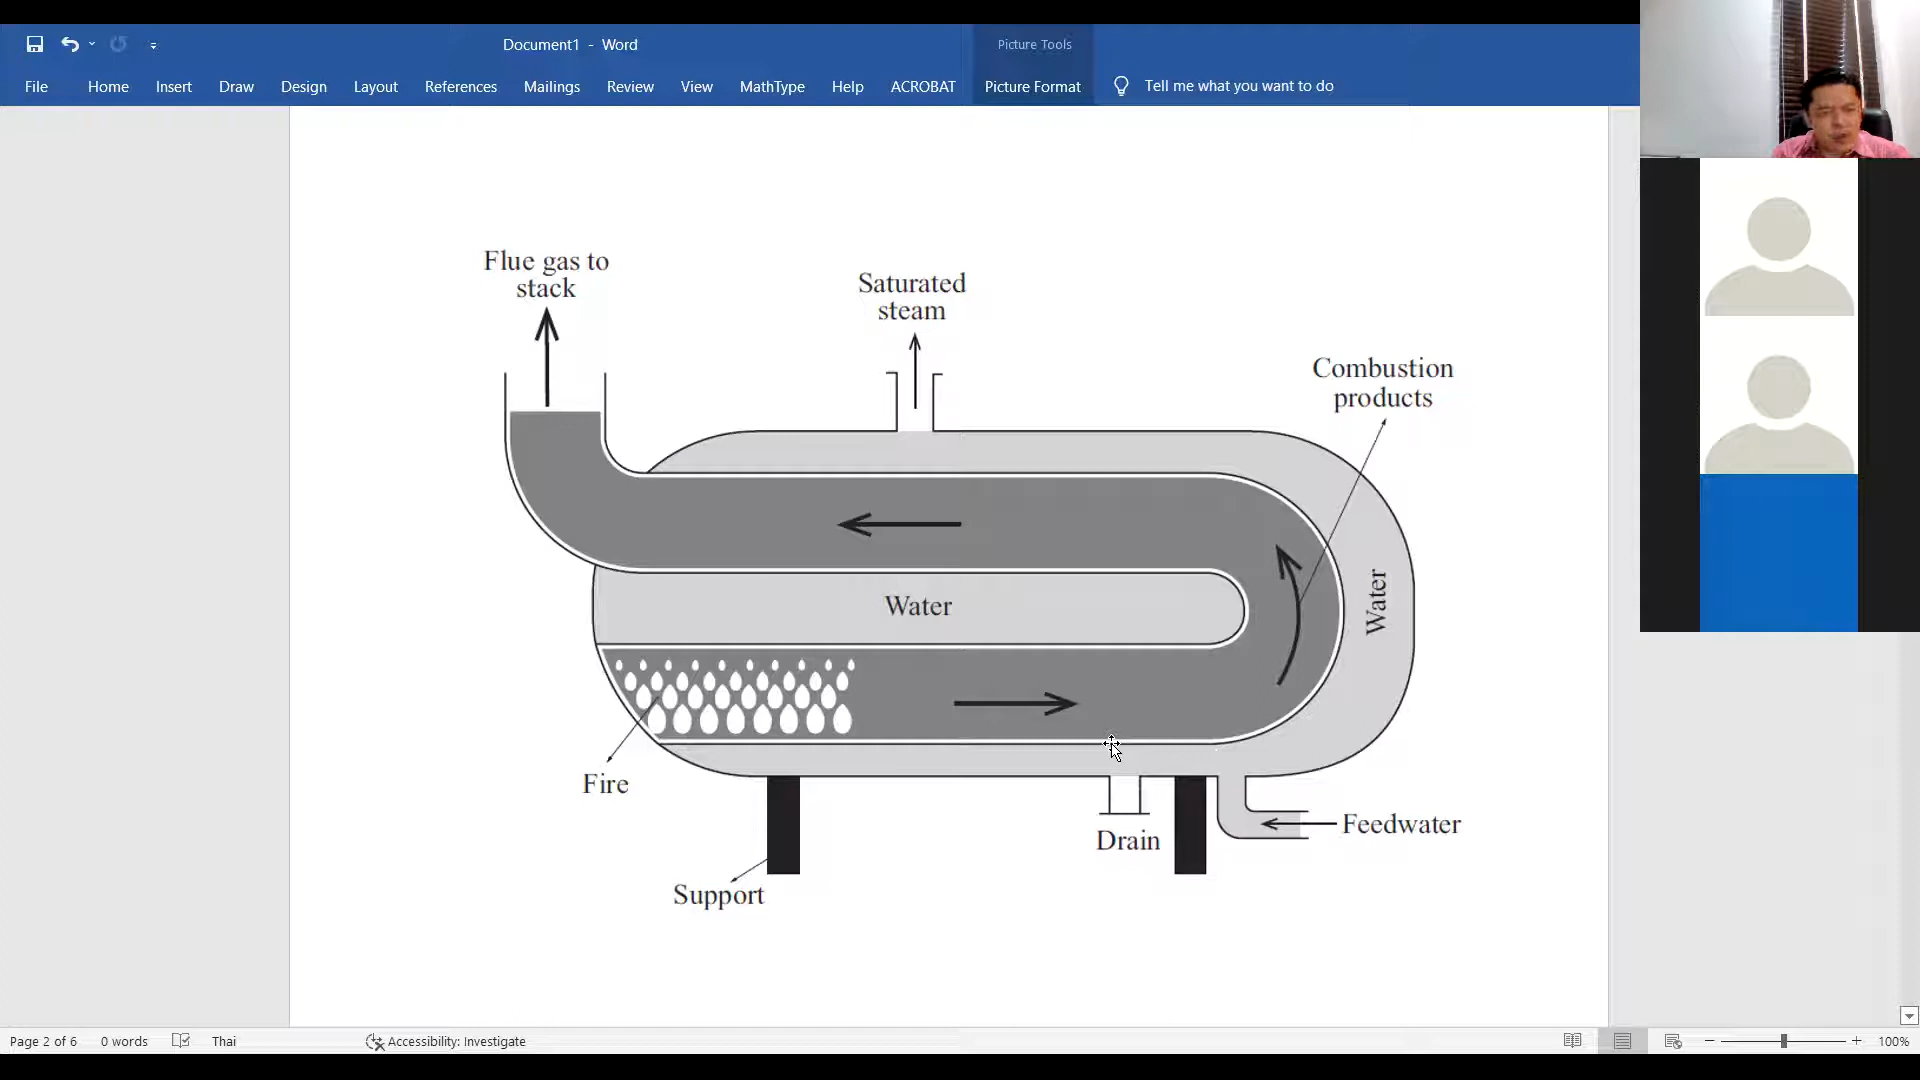 Document1 - Word
Picture Tools
File Home Insert Draw Design Layout References Mailings Review View MathType Help ACROBAT Picture Format Tell me what you want to do
Flue gas to
stack
Saturated
steam
Combustion
products
Water
Water
Fire
Drain
Feedwater
Support
Page 2 of 6 0 words Thai Accessibility: Investigate 100%